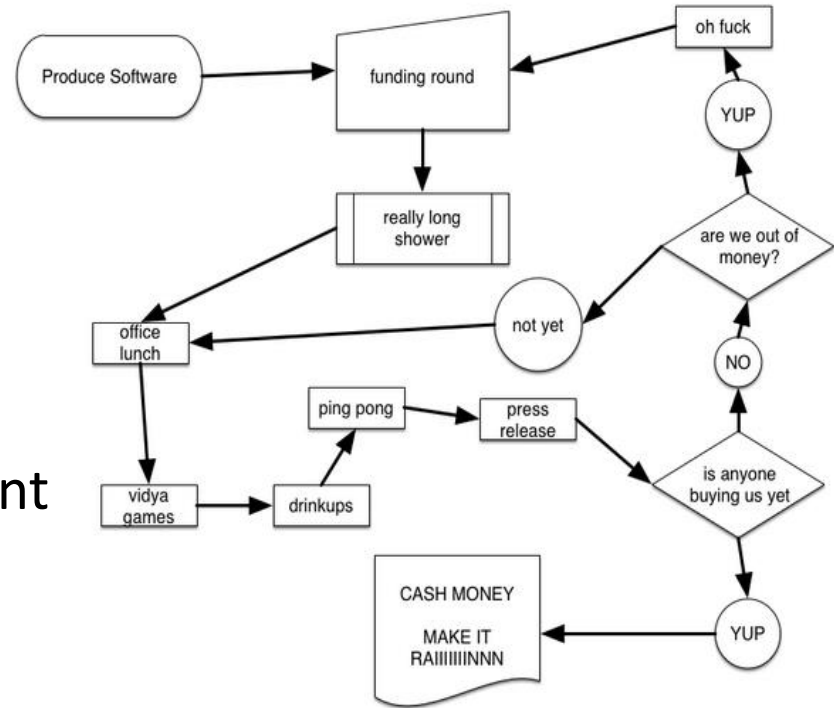 Produce Software
funding round
oh fuck
YUP
really long
shower
are we out of
money?
not yet
office
lunch
NO
ping pong
press
release
is anyone
buying us yet
nt
vidya
games
drinkups
CASH MONEY
MAKE IT
RAIIIIIIINNN
YUP